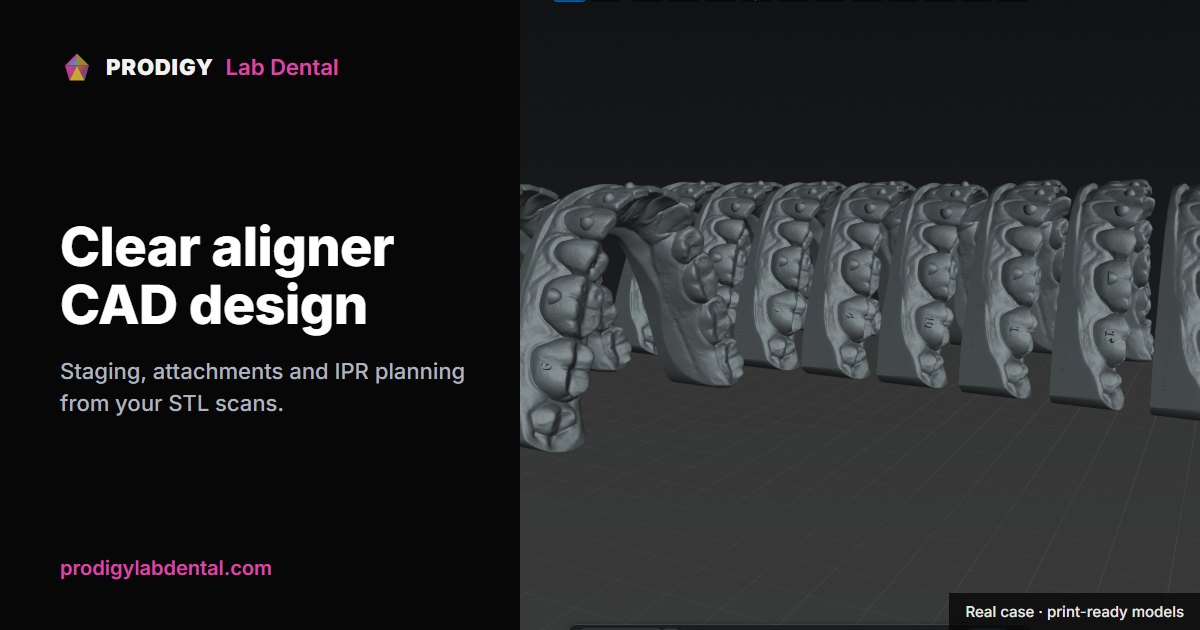 PRODIGY Lab Dental
Clear aligner
CAD design
Staging, attachments and IPR planning
from your STL scans.
prodigylabdental.com
Real case · print-ready models